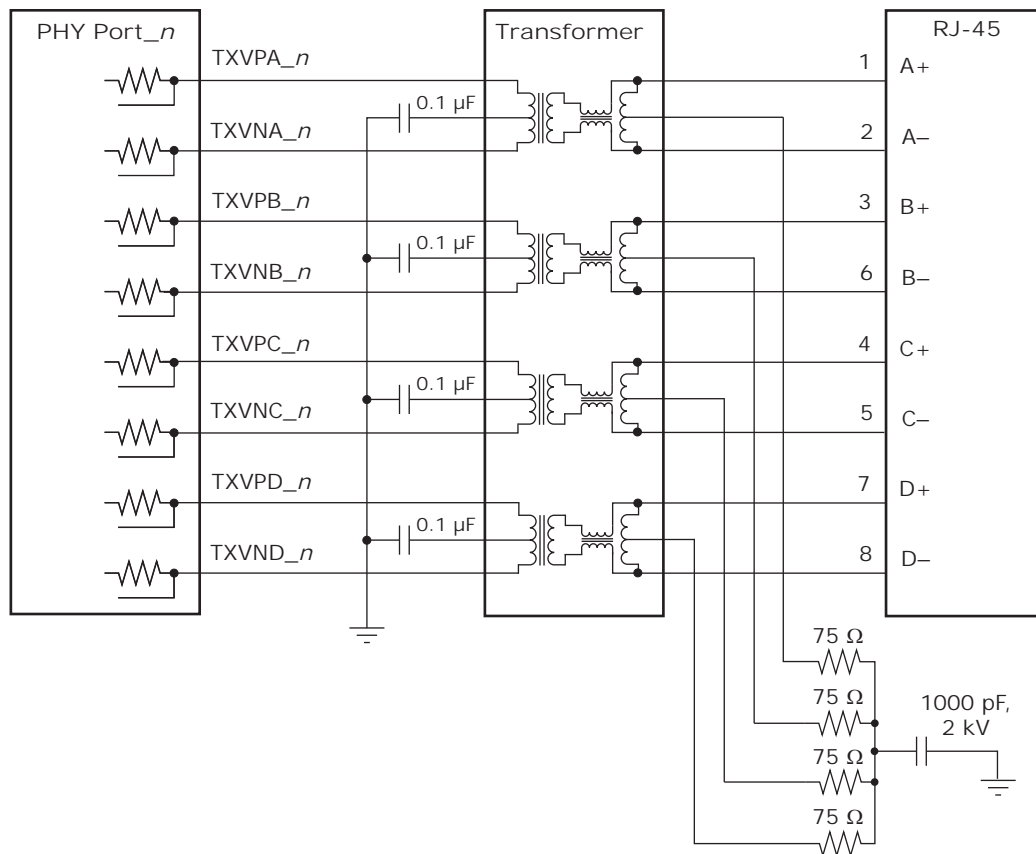 PHY Port_n
Transformer
RJ-45
TXVPA_n
1
A+
0.1 µF
TXVNA_n
2
A−
TXVPB_n
3
B+
0.1 µF
TXVNB_n
6
B−
TXVPC_n
4
C+
0.1 µF
TXVNC_n
5
C−
TXVPD_n
7
D+
0.1 µF
TXVND_n
8
D−
75 Ω
75 Ω
1000 pF,
2 kV
75 Ω
75 Ω